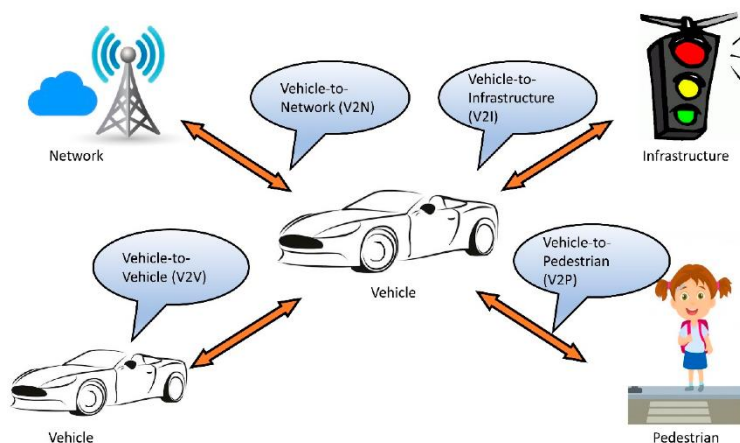 Vehicle-to-
Network (V2N)
Vehicle-to-
Infrastructure
(V2I)
Network
Infrastructure
Vehicle-to-
Vehicle (V2V)
Vehicle-to-
Pedestrian
(V2P)
Vehicle
Vehicle
Pedestrian